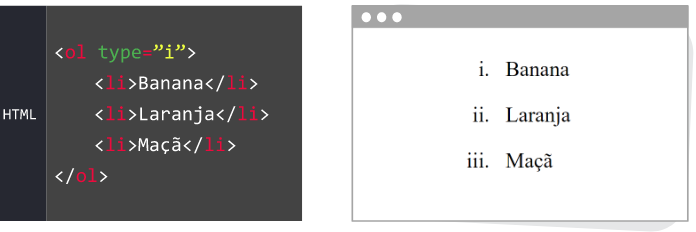 HTML
<ol type=”i”>
<li>Banana</li>
<li>Laranja</li>
<li>Maçã</li>
</ol>
i. Banana
ii. Laranja
iii. Maçã